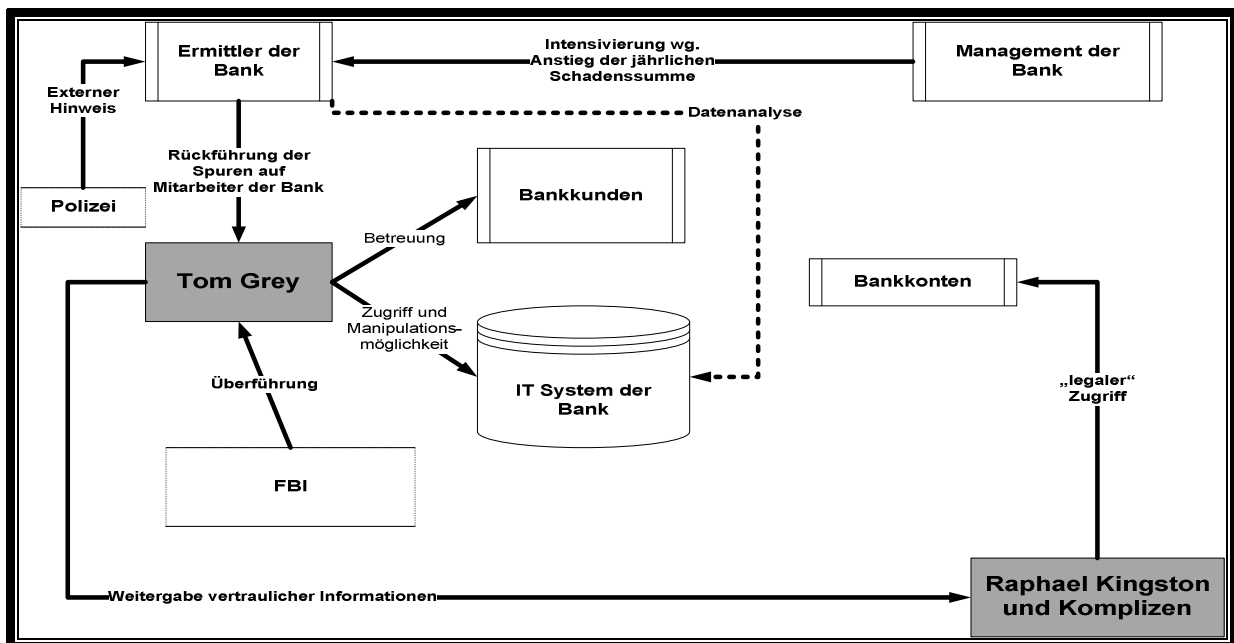 Ermittler der
Bank
Intensivierung wg.
Anstieg der jährlichen
Schadenssumme
Management der
Bank
Externer
Hinweis
Datenanalyse
Rückführung der
Spuren auf
Mitarbeiter der Bank
Polizei
Bankkunden
Betreuung
Tom Grey
Bankkonten
Zugriff und
Manipulations-
möglichkeit
IT System der
Bank
Überführung
„legaler“
Zugriff
FBI
Raphael Kingston
und Komplizen
Weitergabe vertraulicher Informationen